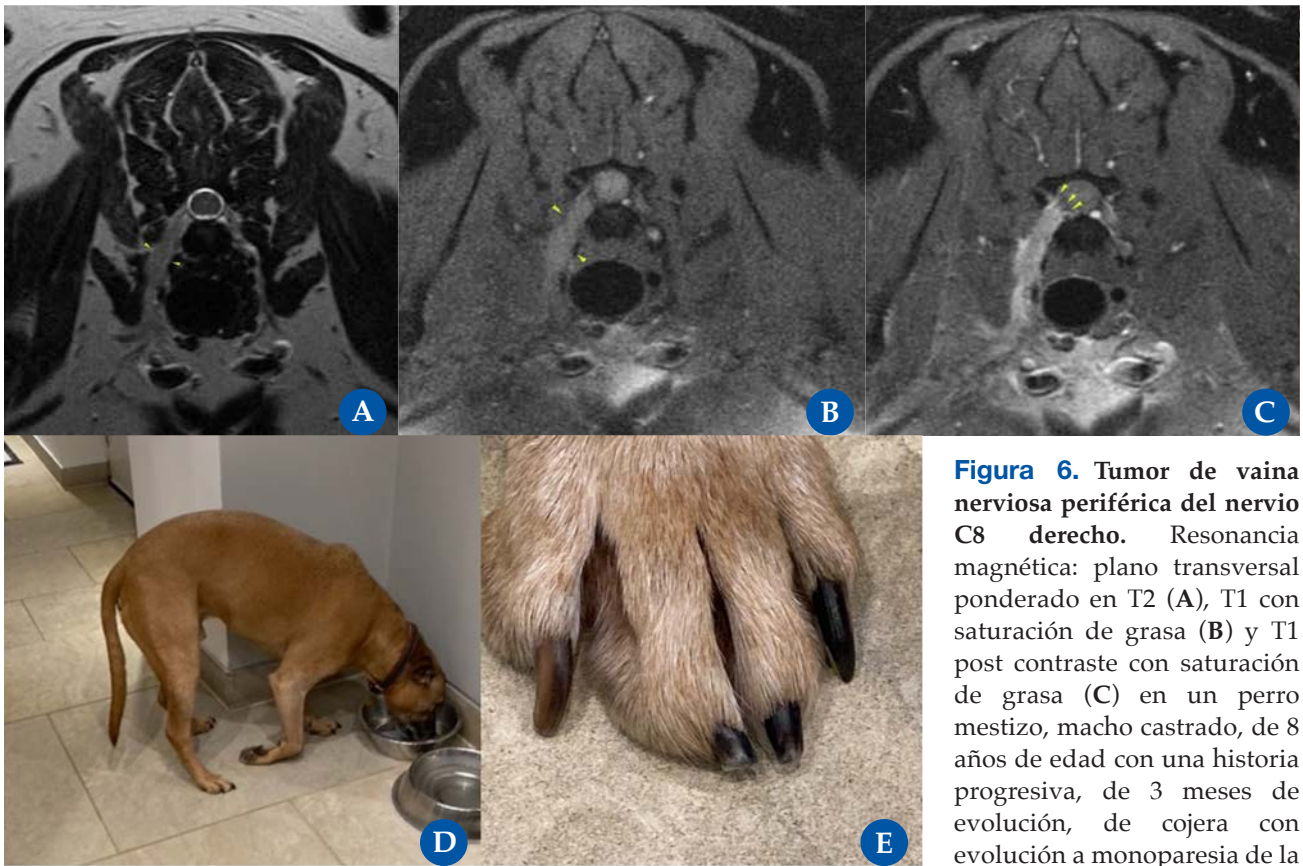 A
B
C
D
E
Figura 6. Tumor de vaina
nerviosa periférica del nervio
C8 derecho. Resonancia
magnética: plano transversal
ponderado en T2 (A), T1 con
saturación de grasa (B) y T1
post contraste con saturación
de grasa (C) en un perro
mestizo, macho castrado, de 8
años de edad con una historia
progresiva, de 3 meses de
evolución, de cojera con
evolución a monoparesia de la